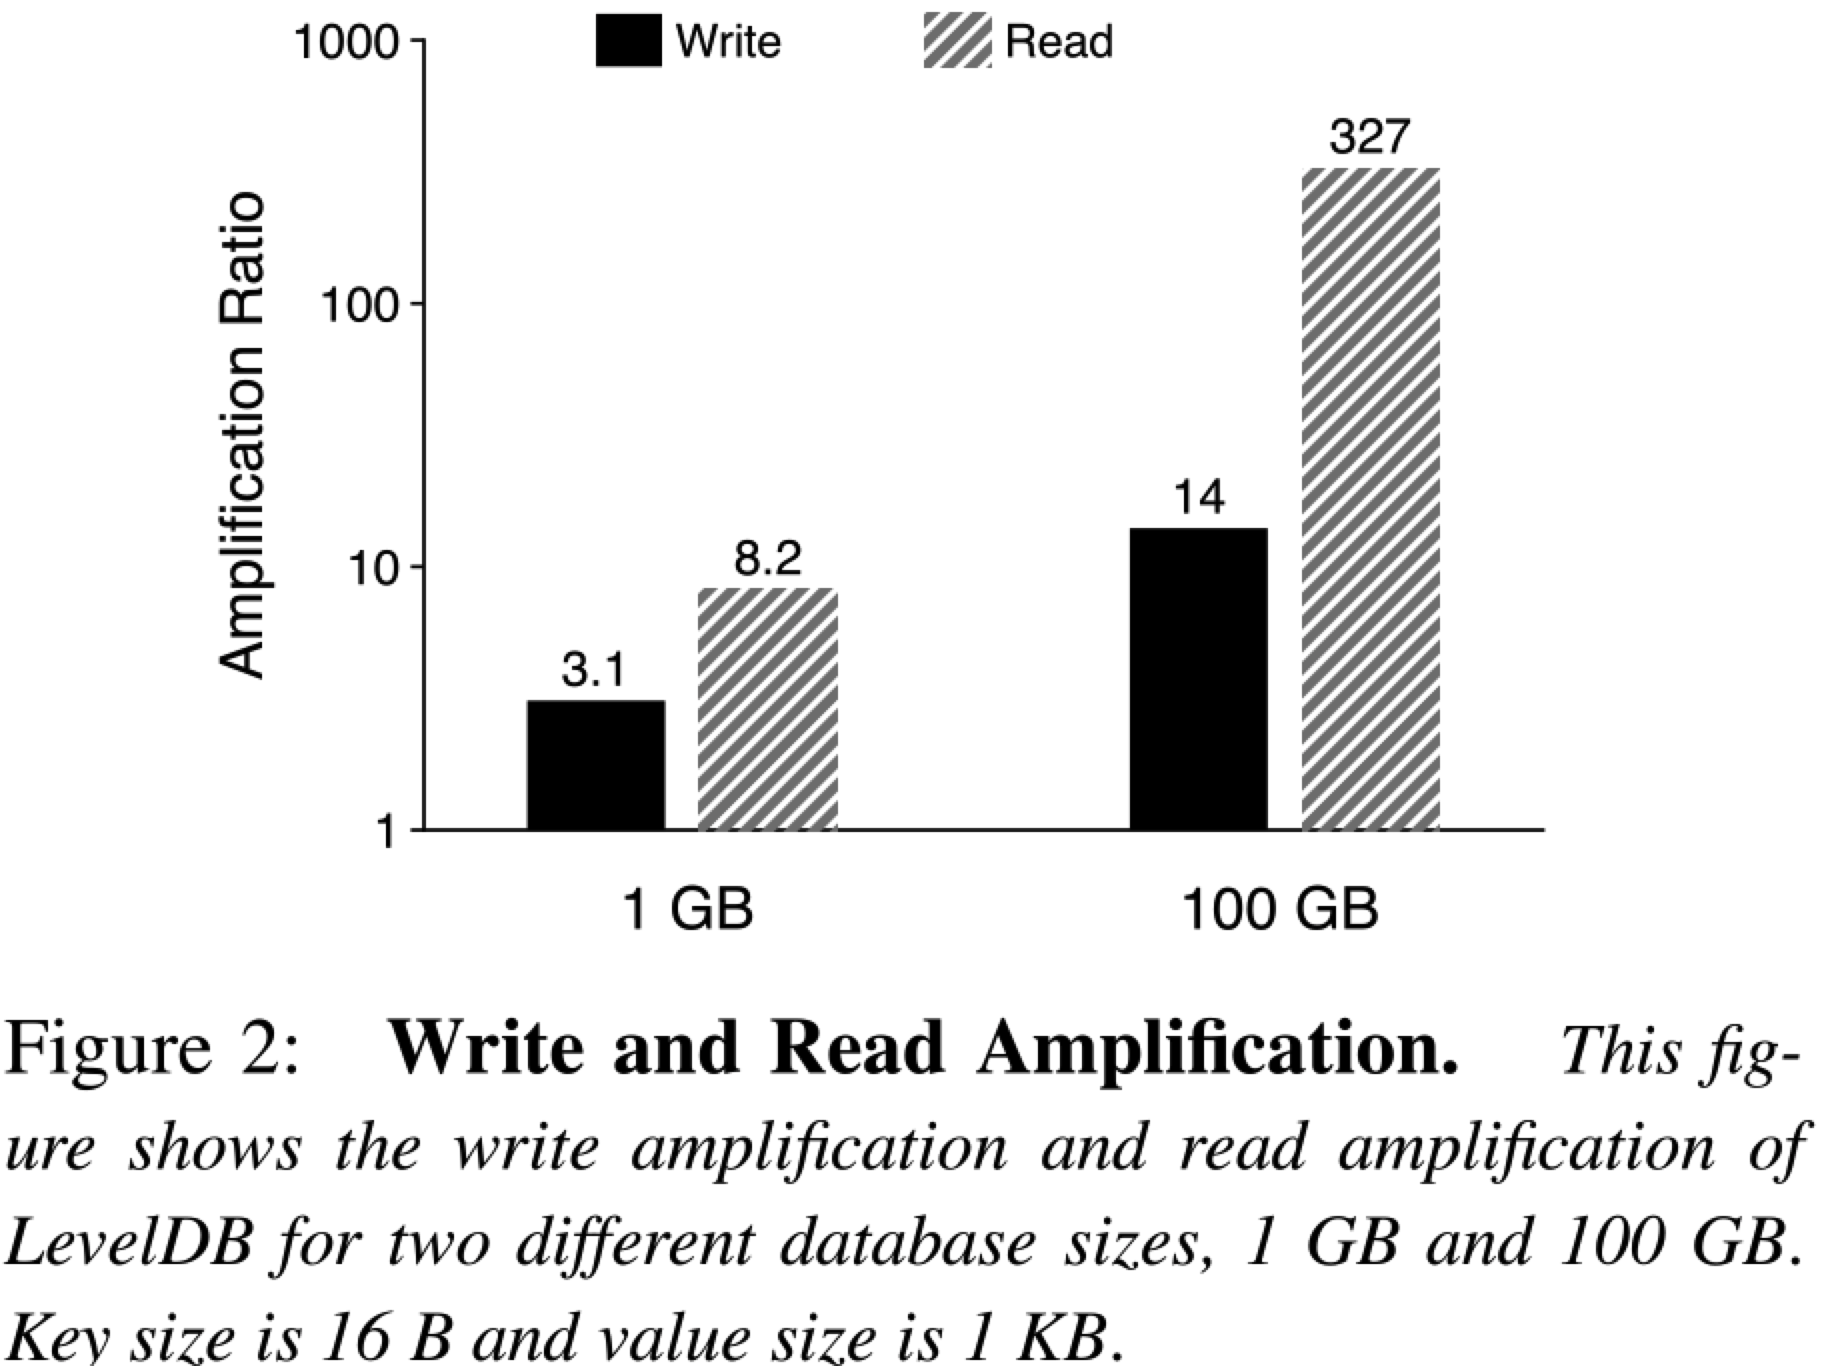 1000
Write
Read
327
Amplification Ratio
100
14
10
8.2
3.1
1
1 GB
100 GB
Figure 2: Write and Read Amplification. This fig-
ure shows the write amplification and read amplification of
LevelDB for two different database sizes, 1 GB and 100 GB.
Key size is 16 B and value size is 1 KB.